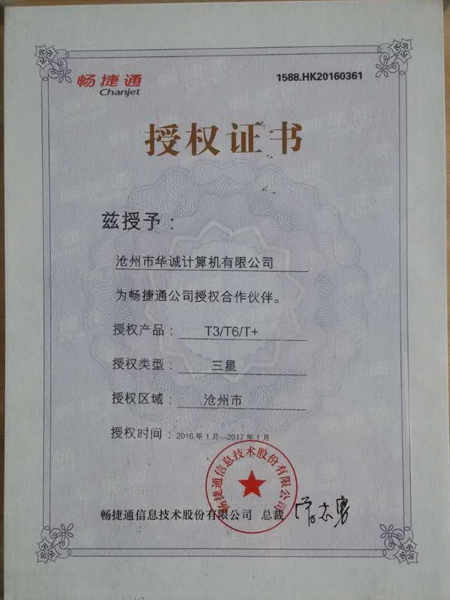 畅捷通
Chanjet
1588.HK20160361
授权证书
兹授予：
沧州市华诚计算机有限公司
为畅捷通公司授权合作伙伴。
授权产品： T3/T6/T+
授权类型： 三星
授权区域： 沧州市
授权时间：2016年1月—2017年1月
畅捷通信息技术股份有限公司
畅捷通信息技术股份有限公司 总裁